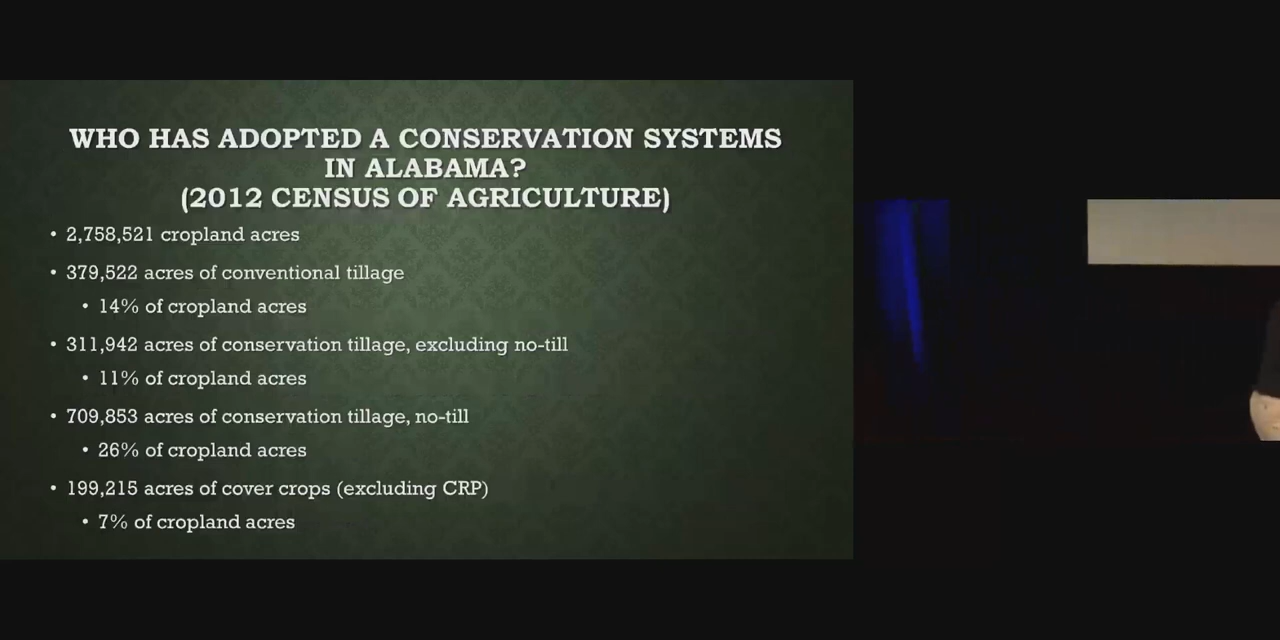 WHO HAS ADOPTED A CONSERVATION SYSTEMS
IN ALABAMA?
(2012 CENSUS OF AGRICULTURE)
• 2,758,521 cropland acres
• 379,522 acres of conventional tillage
• 14% of cropland acres
• 311,942 acres of conservation tillage, excluding no-till
• 11% of cropland acres
• 709,853 acres of conservation tillage, no-till
• 26% of cropland acres
• 199,215 acres of cover crops (excluding CRP)
• 7% of cropland acres